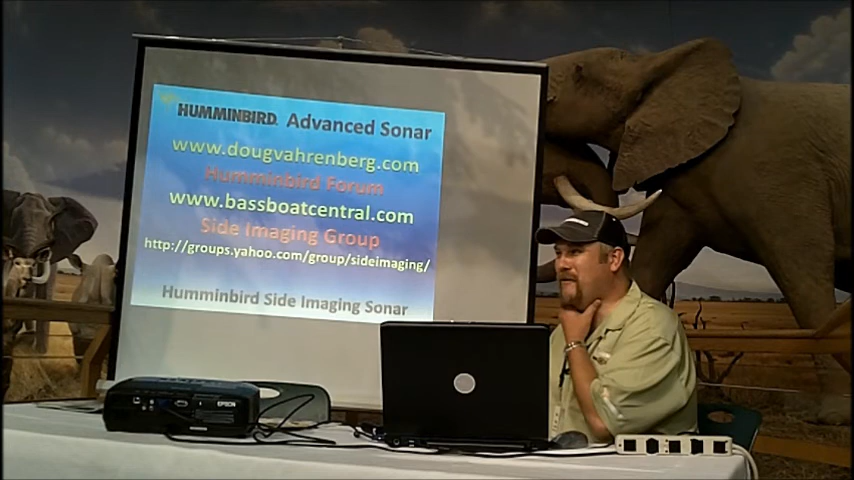 HUMMINBIRD. Advanced Sonar
www.dougvahrenberg.com
Humminbird Forum
www.bassboatcentral.com
Side Imaging Group
http://groups.yahoo.com/group/sideimaging/
Humminbird Side Imaging Sonar
EPSON